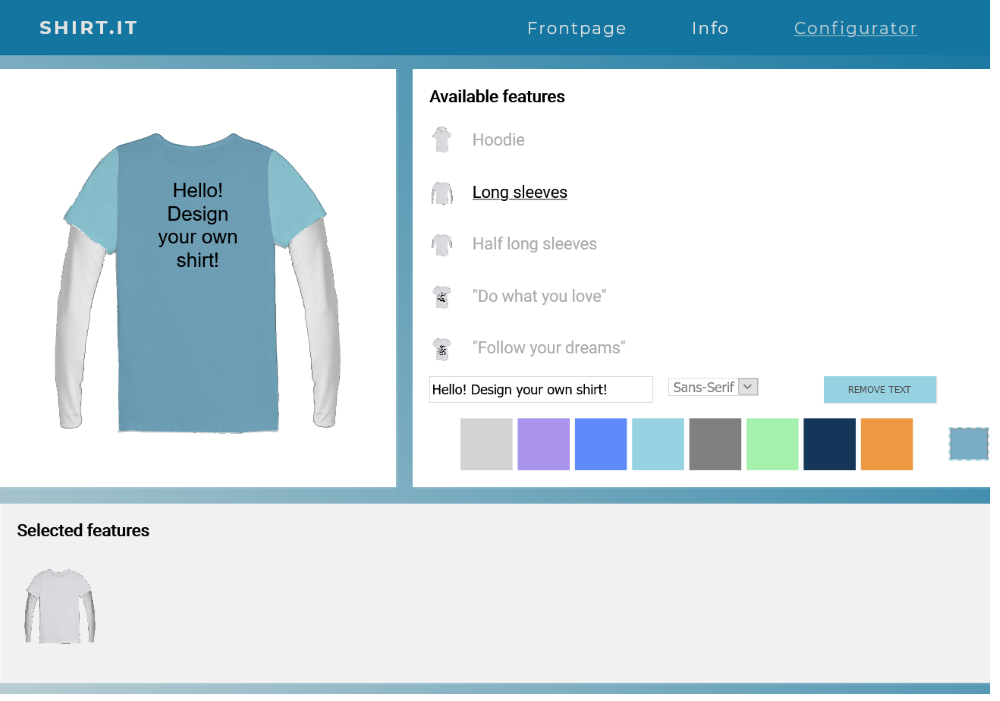 SHIRT.IT
Frontpage
Info
Configurator
Hello!
Design
your own
shirt!
Available features
Hoodie
Long sleeves
Half long sleeves
"Do what you love"
"Follow your dreams"
Hello! Design your own shirt!
Sans-Serif
REMOVE TEXT
Selected features